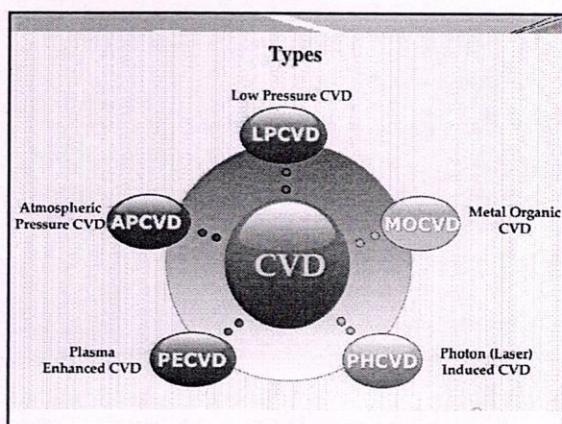 Types
Low Pressure CVD
LPCVD
Atmospheric
Pressure CVD
APCVD
MOCVD
Metal Organic
CVD
CVD
Plasma
Enhanced CVD
PECVD
PHCVD
Photon (Laser)
Induced CVD